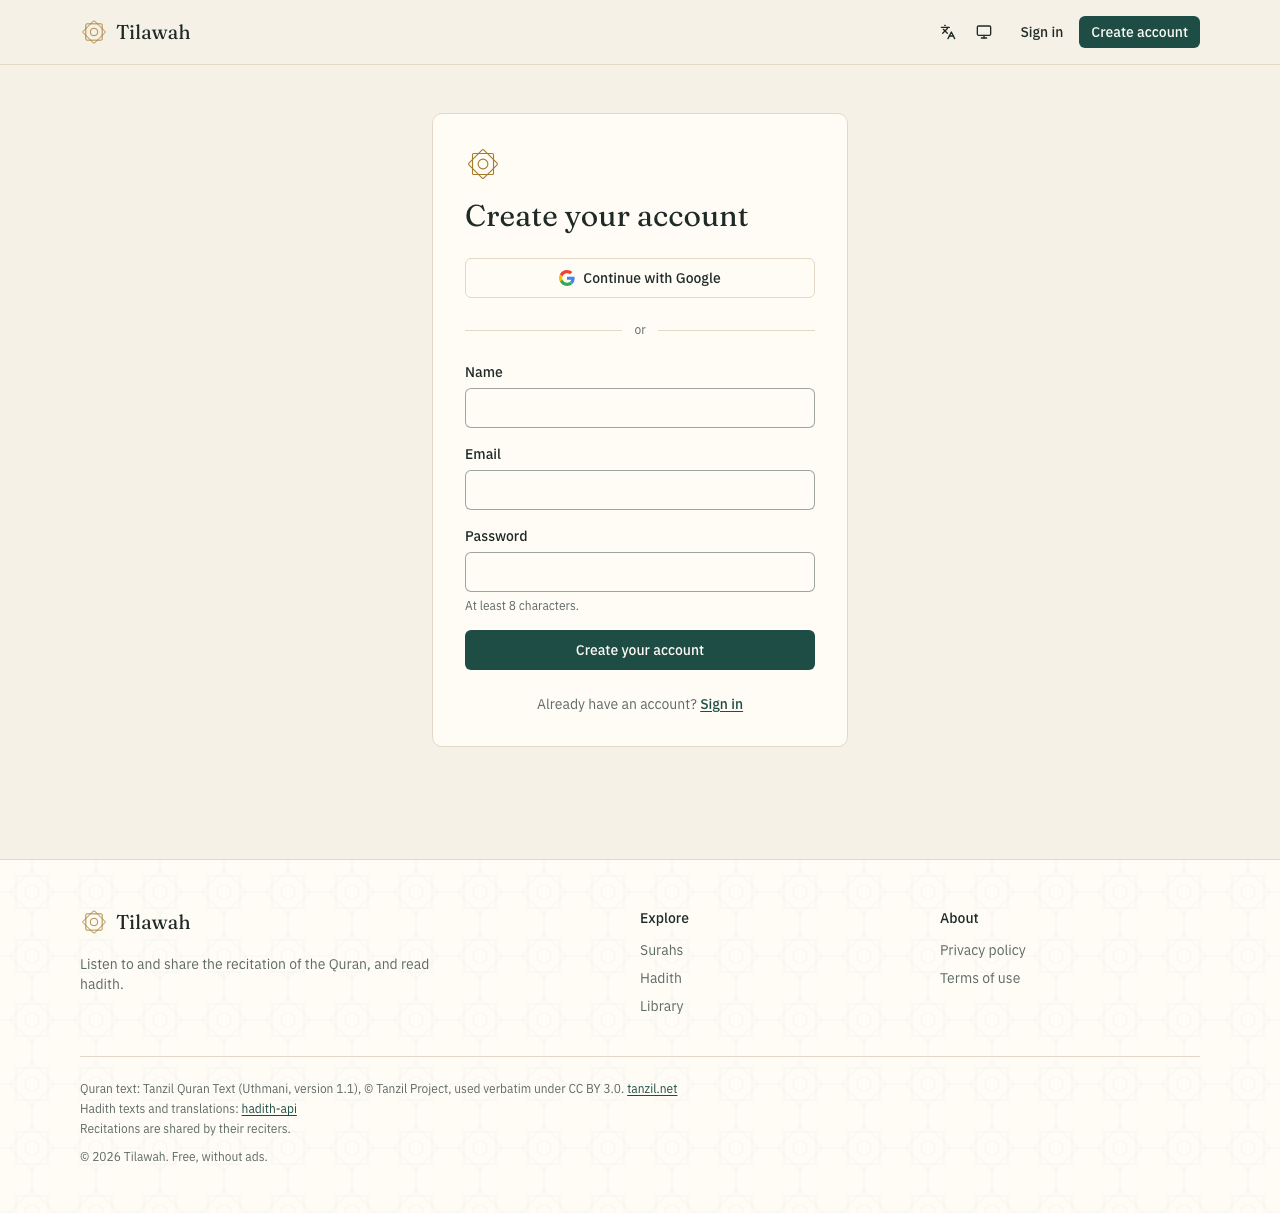 Tilawah
Sign in
Create account
Create your account
Continue with Google
or
Name
Email
Password
At least 8 characters.
Create your account
Already have an account? Sign in
Tilawah
Listen to and share the recitation of the Quran, and read
hadith.
Explore
Surahs
Hadith
Library
About
Privacy policy
Terms of use
Quran text: Tanzil Quran Text (Uthmani, version 1.1), © Tanzil Project, used verbatim under CC BY 3.0. tanzil.net
Hadith texts and translations: hadith-api
Recitations are shared by their reciters.
© 2026 Tilawah. Free, without ads.